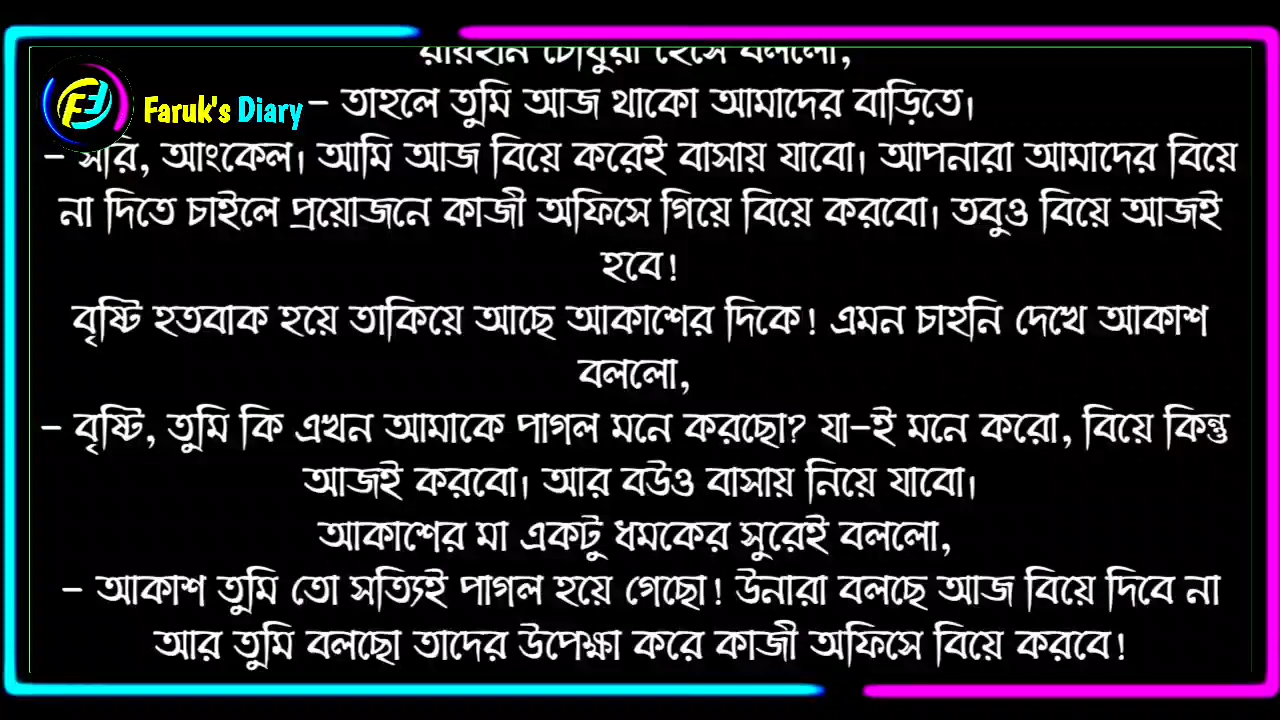 রায়হান চৌধুরী হেসে বললো,
Faruk's Diary
– তাহলে তুমি আজ থাকো আমাদের বাড়িতে।
– সরি, আংকেল। আমি আজ বিয়ে করেই বাসায় যাবো। আপনারা আমাদের বিয়ে
না দিতে চাইলে প্রয়োজনে কাজী অফিসে গিয়ে বিয়ে করবো। তবুও বিয়ে আজই
হবে!
বৃষ্টি হতবাক হয়ে তাকিয়ে আছে আকাশের দিকে! এমন চাহনি দেখে আকাশ
বললো,
– বৃষ্টি, তুমি কি এখন আমাকে পাগল মনে করছো? যা-ই মনে করো, বিয়ে কিন্তু
আজই করবো। আর বউও বাসায় নিয়ে যাবো।
আকাশের মা একটু ধমকের সুরেই বললো,
– আকাশ তুমি তো সত্যিই পাগল হয়ে গেছো! উনারা বলছে আজ বিয়ে দিবে না
আর তুমি বলছো তাদের উপেক্ষা করে কাজী অফিসে বিয়ে করবে!